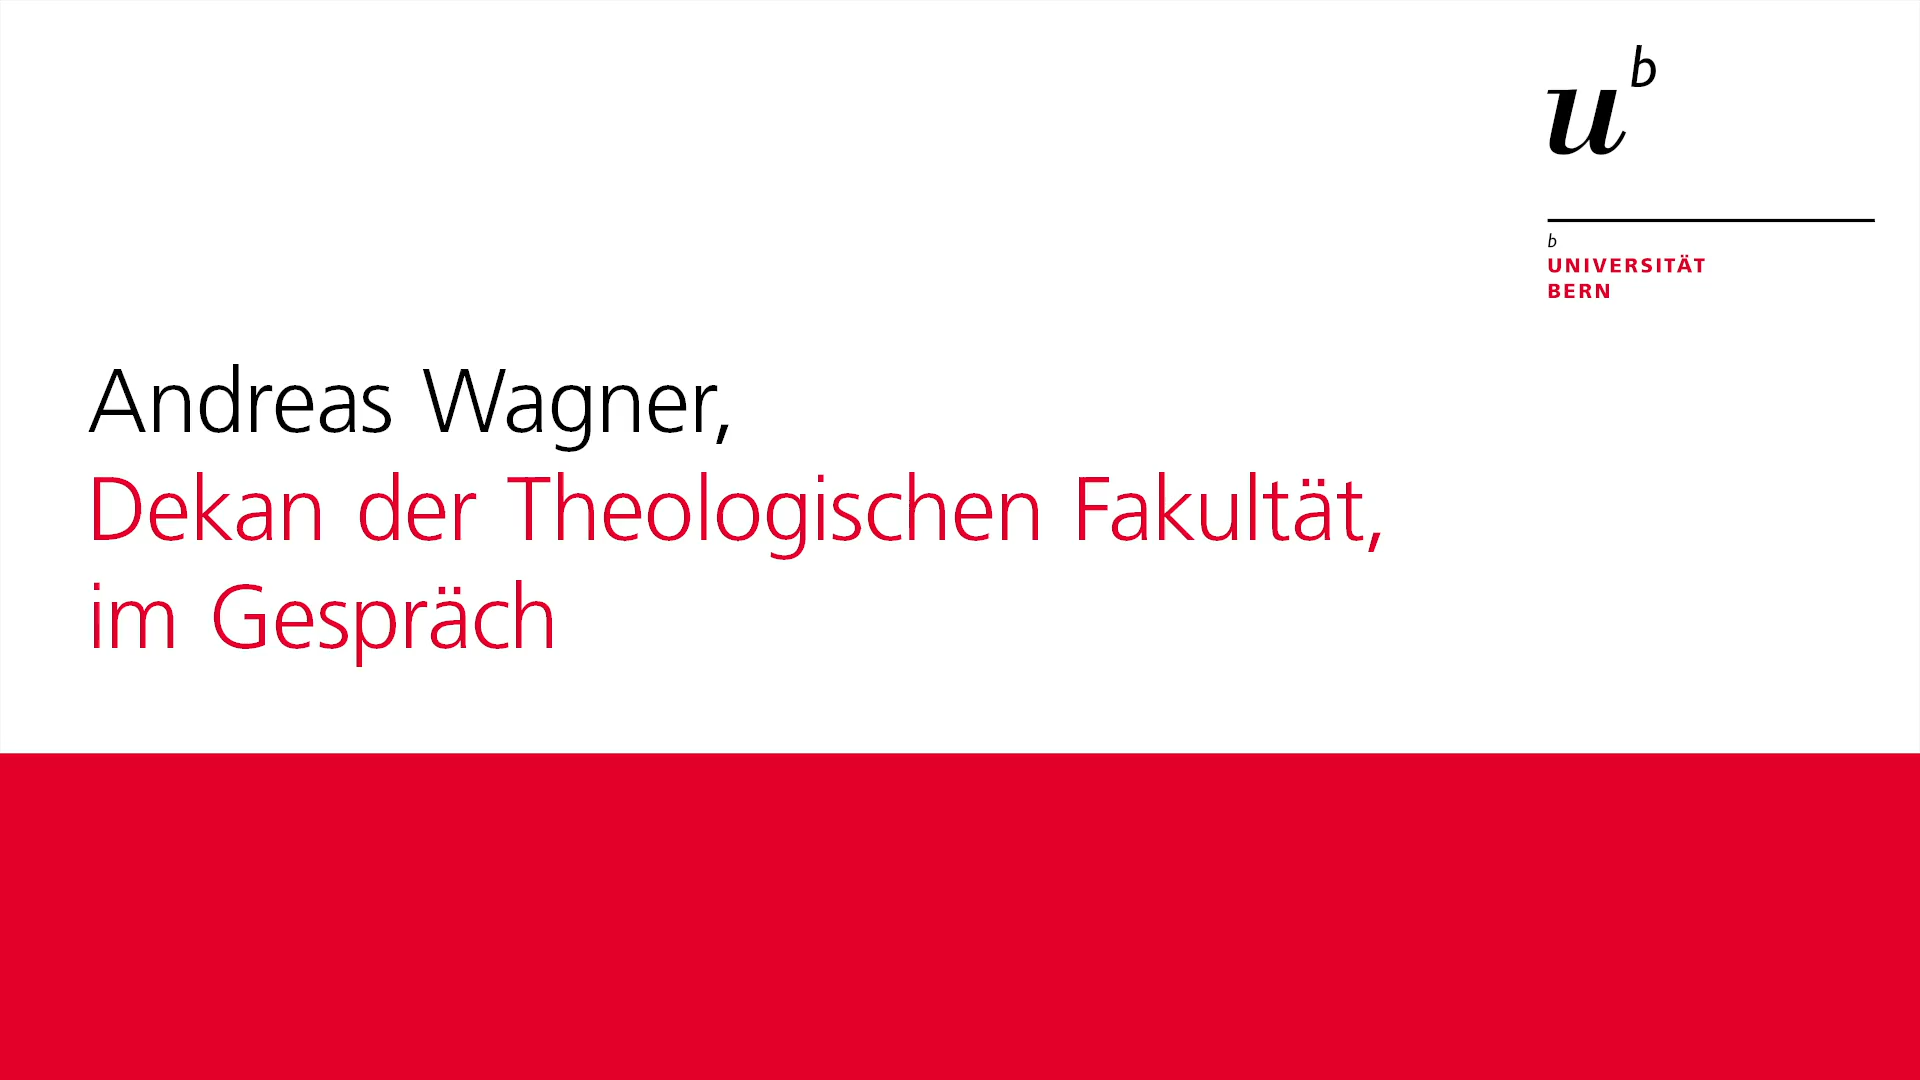 u b
b
UNIVERSITÄT
BERN
Andreas Wagner,
Dekan der Theologischen Fakultät,
im Gespräch